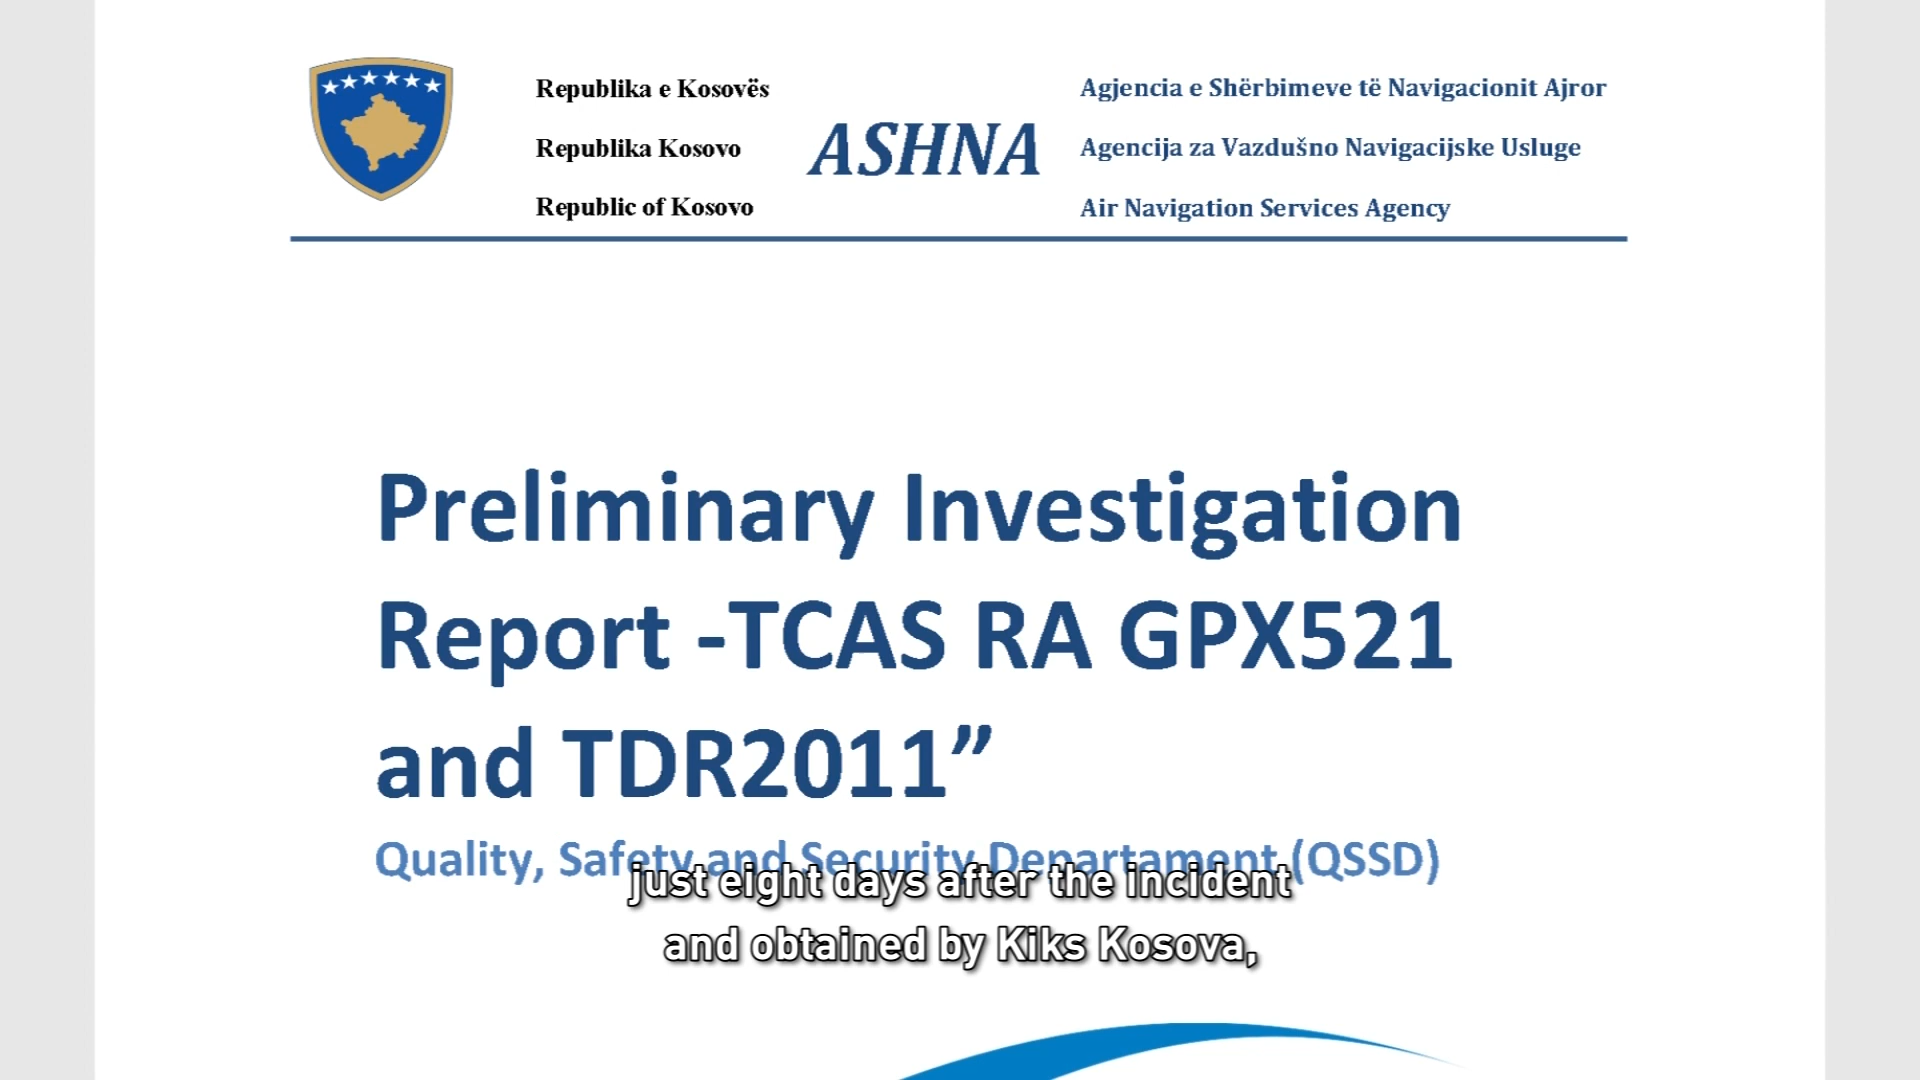 Republika e Kosovës
Republika Kosovo
Republic of Kosovo
ASHNA
Agjencia e Shërbimeve të Navigacionit Ajror
Agencija za Vazdušno Navigacijske Usluge
Air Navigation Services Agency
Preliminary Investigation
Report -TCAS RA GPX521
and TDR2011”
Quality, Safety and Security Departament (QSSD)
just eight days after the incident
and obtained by Kiks Kosova,